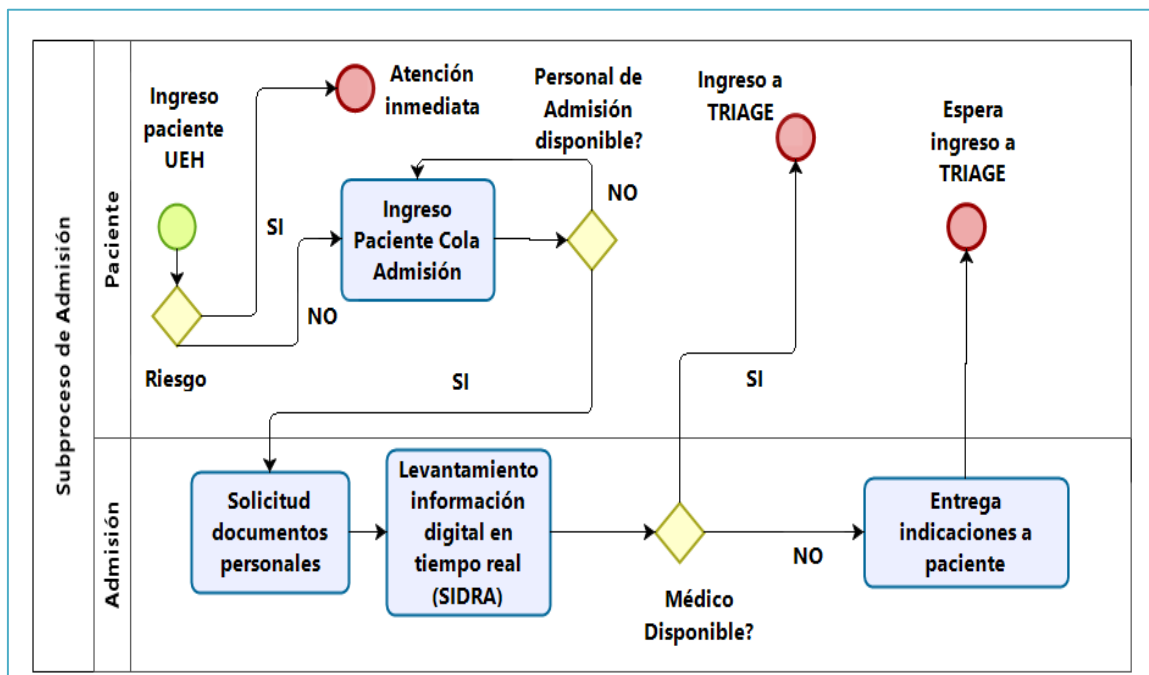 Subproceso de Admisión
Paciente
Ingreso
paciente
UEH
Riesgo
SI
NO
Atención
inmediata
Ingreso
Paciente Cola
Admisión
Personal de
Admisión
disponible?
NO
SI
Ingreso a
TRIAGE
SI
Espera
ingreso a
TRIAGE
Admisión
Solicitud
documentos
personales
Levantamiento
información
digital en
tiempo real
(SIDRA)
Médico
Disponible?
NO
Entrega
indicaciones a
paciente